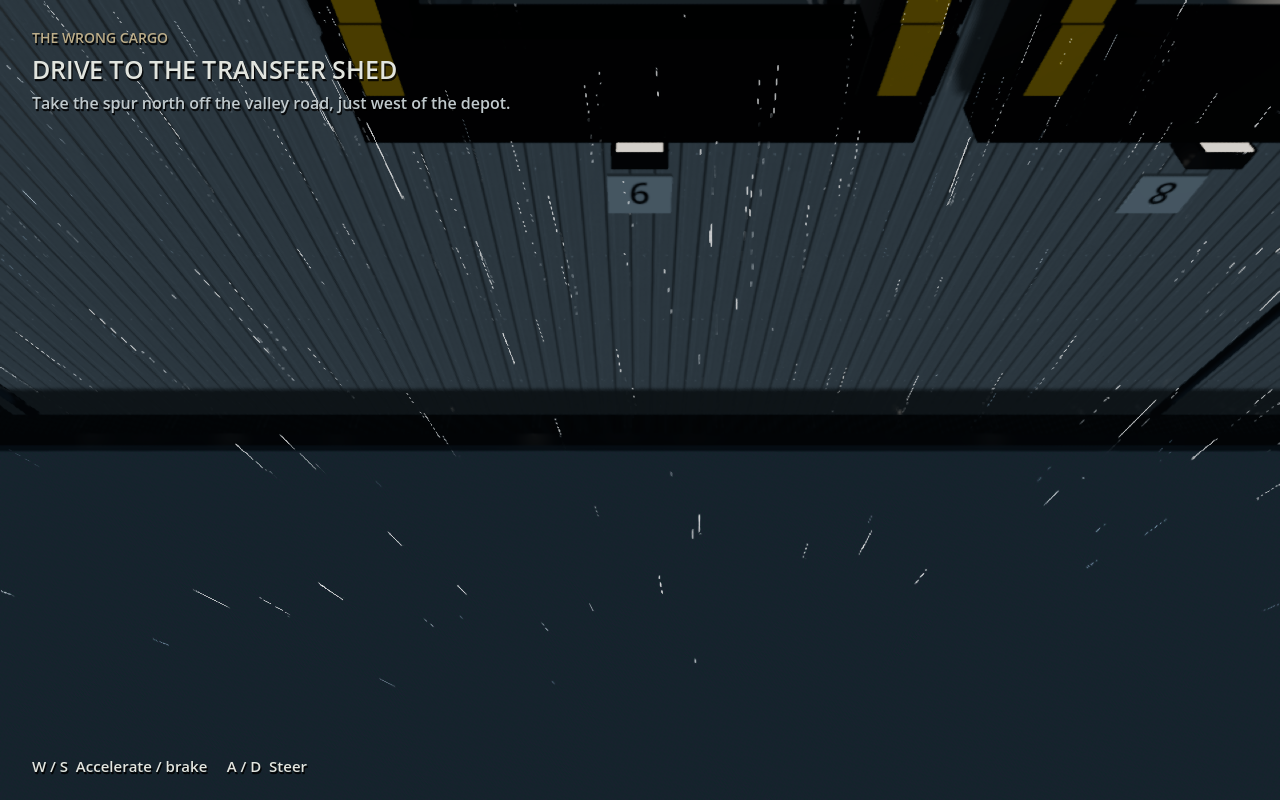 THE WRONG CARGO
DRIVE TO THE TRANSFER SHED
Take the spur north off the valley road, just west of the depot.
6
8
W / S Accelerate / brake A / D Steer